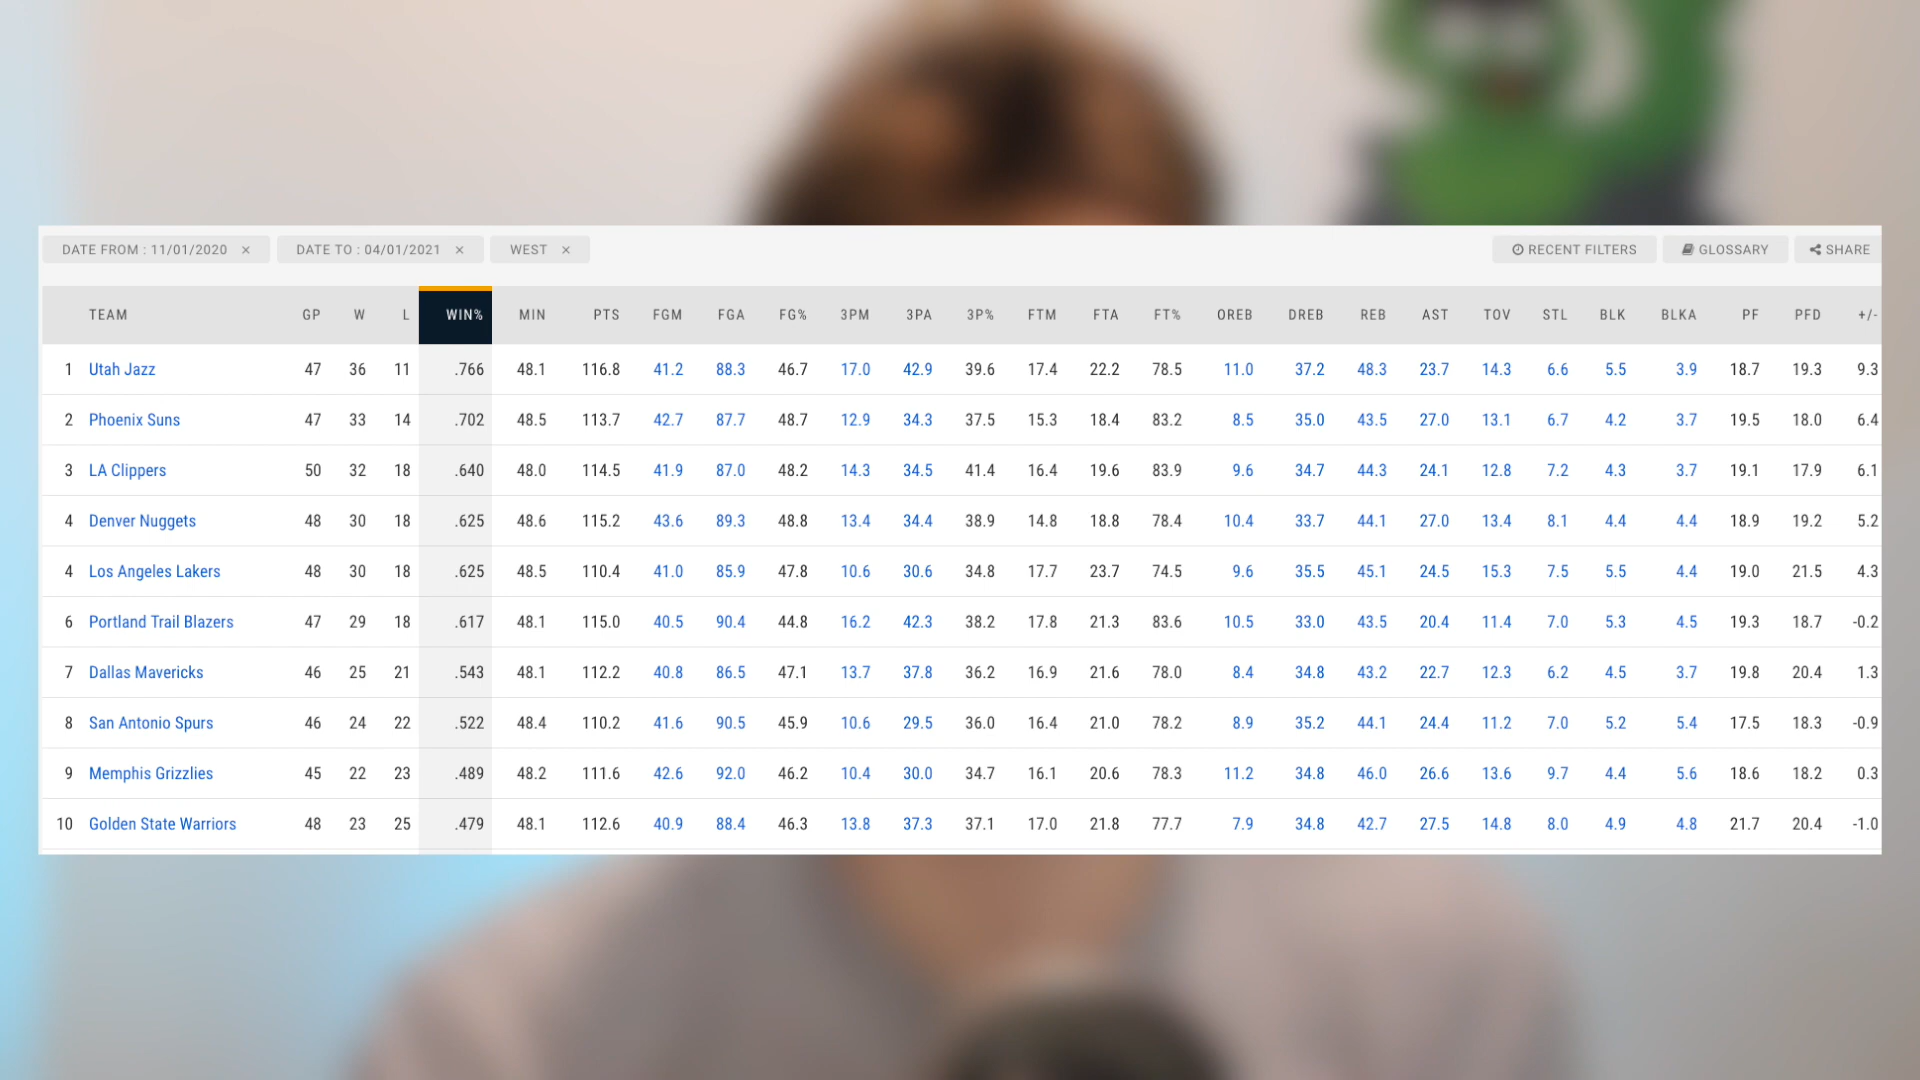 DATE FROM : 11/01/2020 × DATE TO : 04/01/2021 × WEST × RECENT FILTERS GLOSSARY SHARE
TEAM GP W L WIN% MIN PTS FGM FGA FG% 3PM 3PA 3P% FTM FTA FT% OREB DREB REB AST TOV STL BLK BLKA PF PFD +/-
1 Utah Jazz 47 36 11 .766 48.1 116.8 41.2 88.3 46.7 17.0 42.9 39.6 17.4 22.2 78.5 11.0 37.2 48.3 23.7 14.3 6.6 5.5 3.9 18.7 19.3 9.3
2 Phoenix Suns 47 33 14 .702 48.5 113.7 42.7 87.7 48.7 12.9 34.3 37.5 15.3 18.4 83.2 8.5 35.0 43.5 27.0 13.1 6.7 4.2 3.7 19.5 18.0 6.4
3 LA Clippers 50 32 18 .640 48.0 114.5 41.9 87.0 48.2 14.3 34.5 41.4 16.4 19.6 83.9 9.6 34.7 44.3 24.1 12.8 7.2 4.3 3.7 19.1 17.9 6.1
4 Denver Nuggets 48 30 18 .625 48.6 115.2 43.6 89.3 48.8 13.4 34.4 38.9 14.8 18.8 78.4 10.4 33.7 44.1 27.0 13.4 8.1 4.4 4.4 18.9 19.2 5.2
4 Los Angeles Lakers 48 30 18 .625 48.5 110.4 41.0 85.9 47.8 10.6 30.6 34.8 17.7 23.7 74.5 9.6 35.5 45.1 24.5 15.3 7.5 5.5 4.4 19.0 21.5 4.3
6 Portland Trail Blazers 47 29 18 .617 48.1 115.0 40.5 90.4 44.8 16.2 42.3 38.2 17.8 21.3 83.6 10.5 33.0 43.5 20.4 11.4 7.0 5.3 4.5 19.3 18.7 -0.2
7 Dallas Mavericks 46 25 21 .543 48.1 112.2 40.8 86.5 47.1 13.7 37.8 36.2 16.9 21.6 78.0 8.4 34.8 43.2 22.7 12.3 6.2 4.5 3.7 19.8 20.4 1.3
8 San Antonio Spurs 46 24 22 .522 48.4 110.2 41.6 90.5 45.9 10.6 29.5 36.0 16.4 21.0 78.2 8.9 35.2 44.1 24.4 11.2 7.0 5.2 5.4 17.5 18.3 -0.9
9 Memphis Grizzlies 45 22 23 .489 48.2 111.6 42.6 92.0 46.2 10.4 30.0 34.7 16.1 20.6 78.3 11.2 34.8 46.0 26.6 13.6 9.7 4.4 5.6 18.6 18.2 0.3
10 Golden State Warriors 48 23 25 .479 48.1 112.6 40.9 88.4 46.3 13.8 37.3 37.1 17.0 21.8 77.7 7.9 34.8 42.7 27.5 14.8 8.0 4.9 4.8 21.7 20.4 -1.0